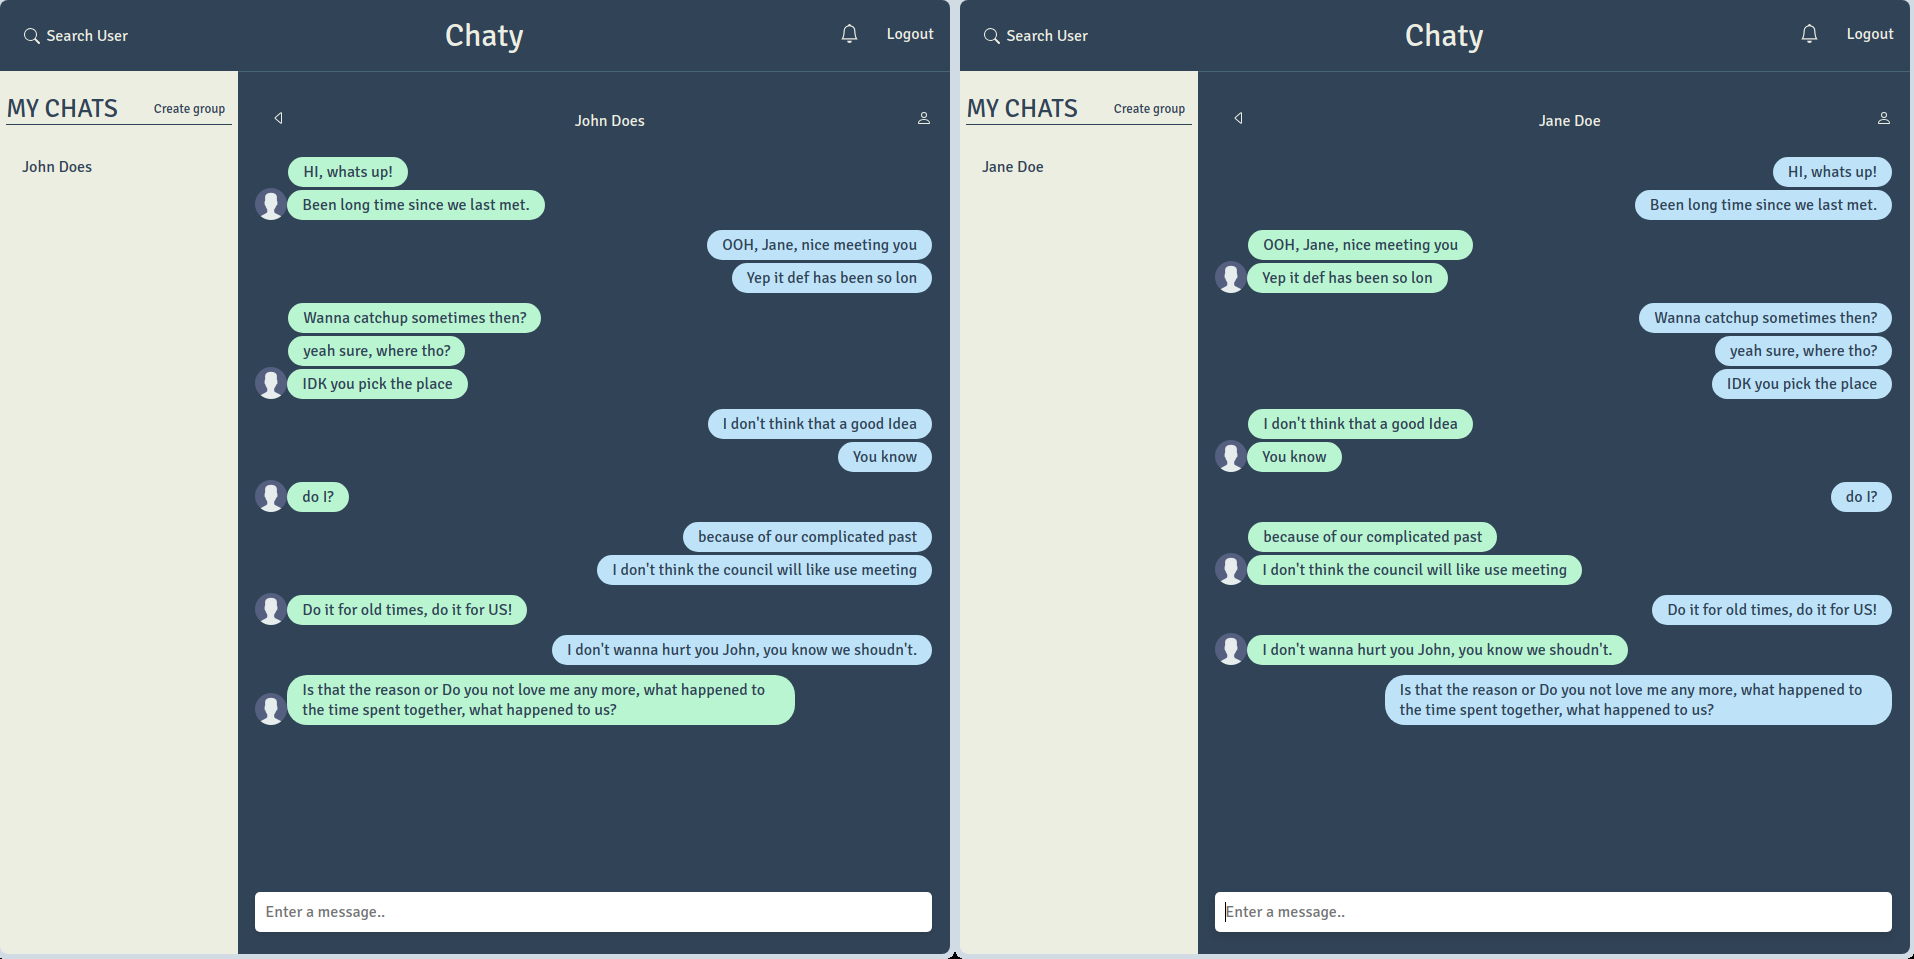 Search User
Chaty
Logout
MY CHATS
Create group
John Does
John Does
HI, whats up!
Been long time since we last met.
OOH, Jane, nice meeting you
Yep it def has been so lon
Wanna catchup sometimes then?
yeah sure, where tho?
IDK you pick the place
I don't think that a good Idea
You know
do I?
because of our complicated past
I don't think the council will like use meeting
Do it for old times, do it for US!
I don't wanna hurt you John, you know we shoudn't.
Is that the reason or Do you not love me any more, what happened to
the time spent together, what happened to us?
Enter a message..
Search User
Chaty
Logout
MY CHATS
Create group
Jane Doe
Jane Doe
HI, whats up!
Been long time since we last met.
OOH, Jane, nice meeting you
Yep it def has been so lon
Wanna catchup sometimes then?
yeah sure, where tho?
IDK you pick the place
I don't think that a good Idea
You know
do I?
because of our complicated past
I don't think the council will like use meeting
Do it for old times, do it for US!
I don't wanna hurt you John, you know we shoudn't.
Is that the reason or Do you not love me any more, what happened to
the time spent together, what happened to us?
Enter a message..